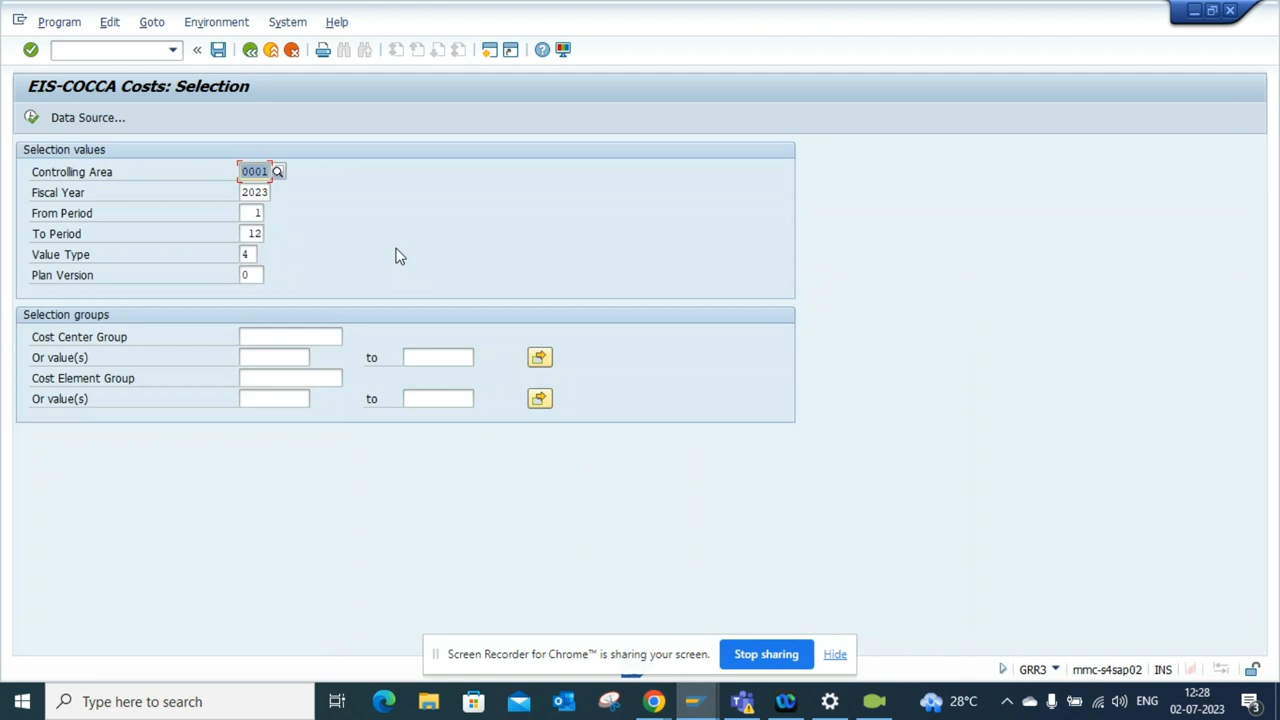 Program Edit Goto Environment System Help
EIS-COCCA Costs: Selection
Data Source...
Selection values
Controlling Area 0001
Fiscal Year 2023
From Period 1
To Period 12
Value Type 4
Plan Version 0
Selection groups
Cost Center Group
Or value(s) to
Cost Element Group
Or value(s) to
Screen Recorder for Chrome™ is sharing your screen. Stop sharing Hide
GRR3 mmc-s4sap02 INS
Type here to search 28°C ENG 12:28
02-07-2023 3